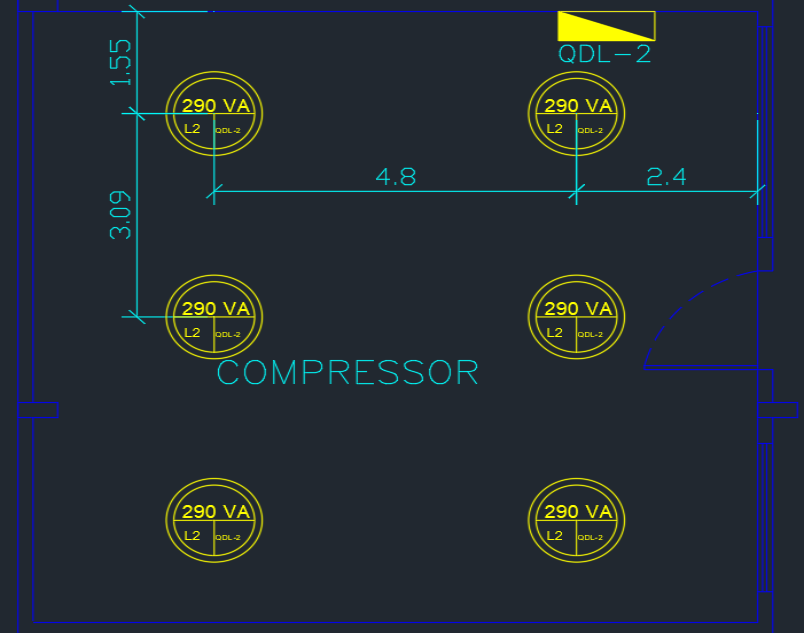 QDL-2
1.55
290 VA
L2 QDL-2
290 VA
L2 QDL-2
4.8
2.4
3.09
290 VA
L2 QDL-2
290 VA
L2 QDL-2
COMPRESSOR
290 VA
L2 QDL-2
290 VA
L2 QDL-2